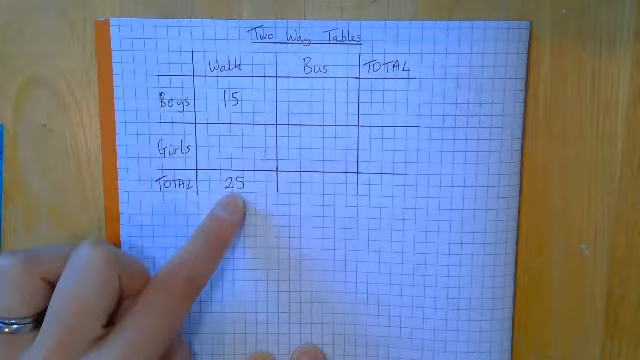 Two Way Tables
Walk Bus TOTAL
Boys 15
Girls
TOTAL 25